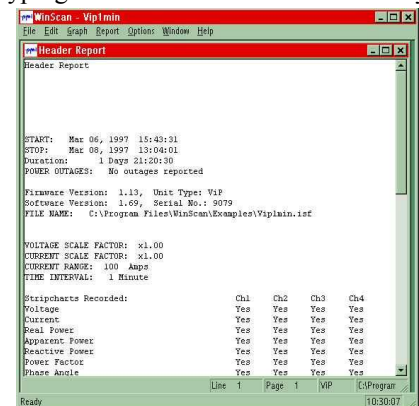 WinScan - Vip1min
File Edit Graph Report Options Window Help
Header Report
Header Report
START: Mar 06, 1997 15:43:31
STOP: Mar 08, 1997 13:04:01
Duration: 1 Days 21:20:30
POWER OUTAGES: No outages reported
Firmware Version: 1.13, Unit Type: ViP
Software Version: 1.69, Serial No.: 9079
FILE NAME: C:\Program Files\WinScan\Examples\Vip1min.isf
VOLTAGE SCALE FACTOR: x1.00
CURRENT SCALE FACTOR: x1.00
CURRENT RANGE: 100 Amps
TIME INTERVAL: 1 Minute
Stripcharts Recorded: Ch1 Ch2 Ch3 Ch4
Voltage Yes Yes Yes Yes
Current Yes Yes Yes Yes
Real Power Yes Yes Yes Yes
Apparent Power Yes Yes Yes Yes
Reactive Power Yes Yes Yes Yes
Power Factor Yes Yes Yes Yes
Phase Angle Yes Yes Yes Yes
Line 1 Page 1 VIP C:\Program
Ready 10:30:07